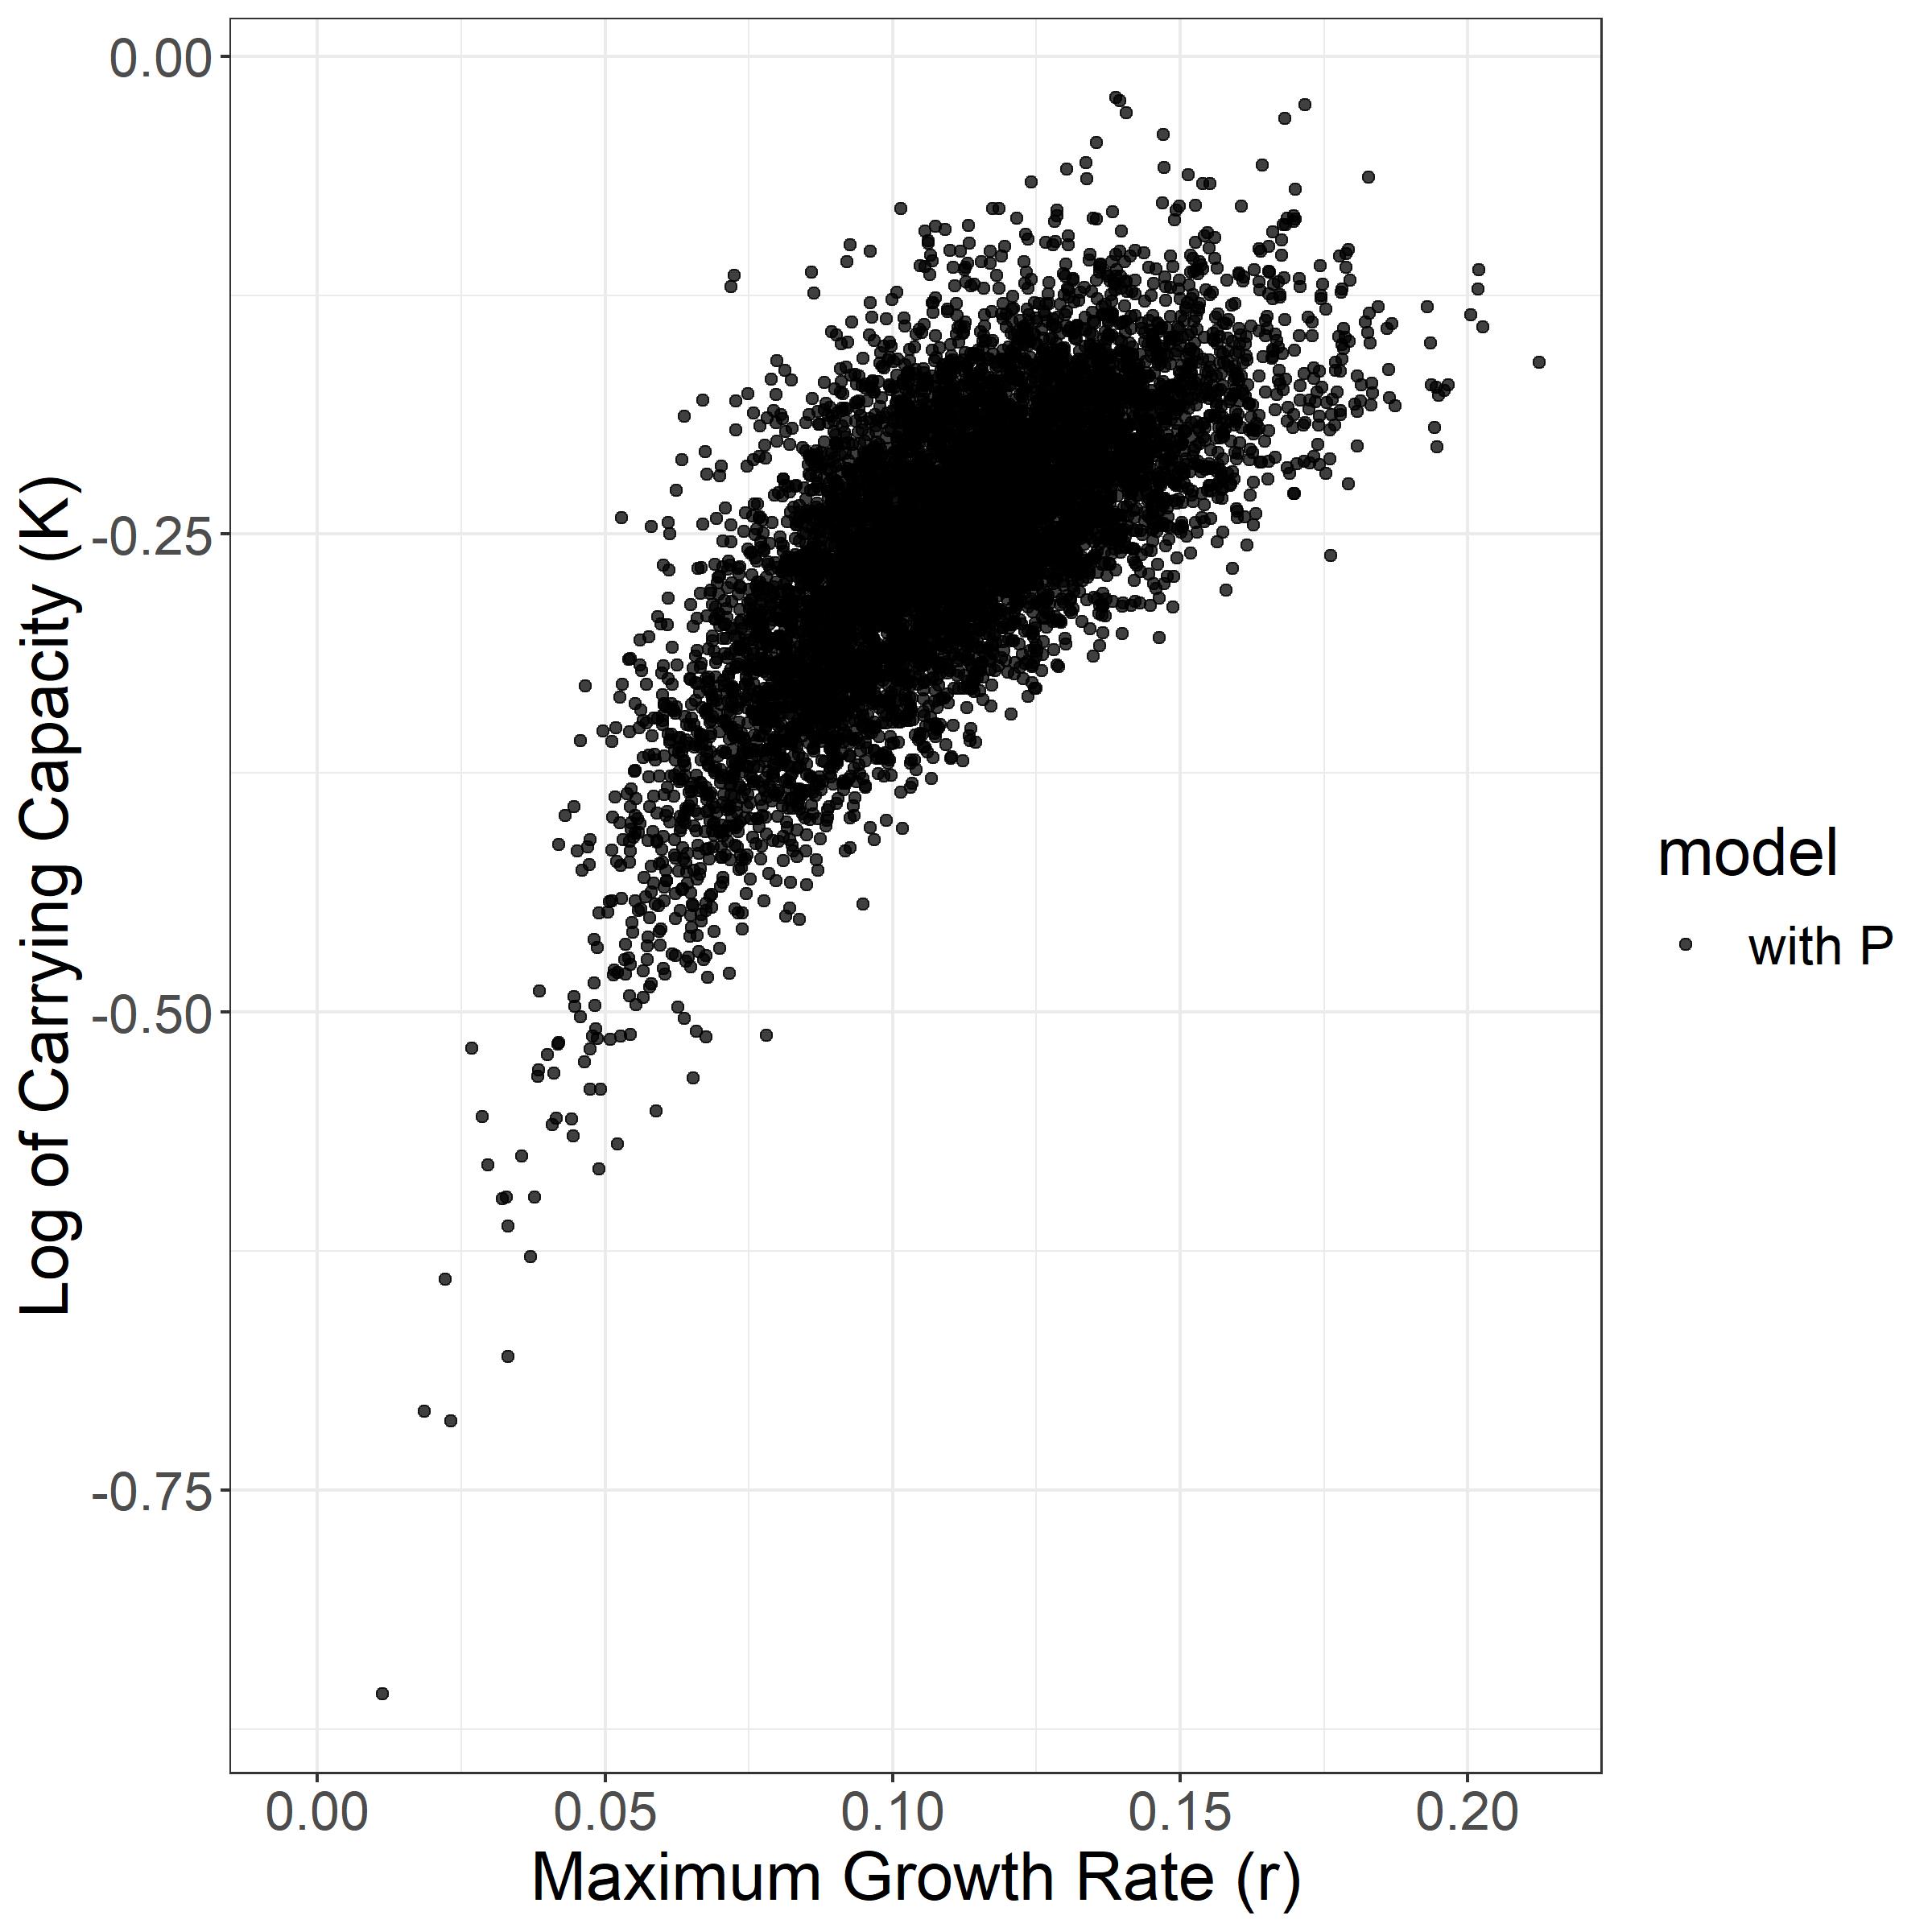 Log of Carrying Capacity (K)
0.00
-0.25
-0.50
-0.75
0.00 0.05 0.10 0.15 0.20
Maximum Growth Rate (r)
model
with P